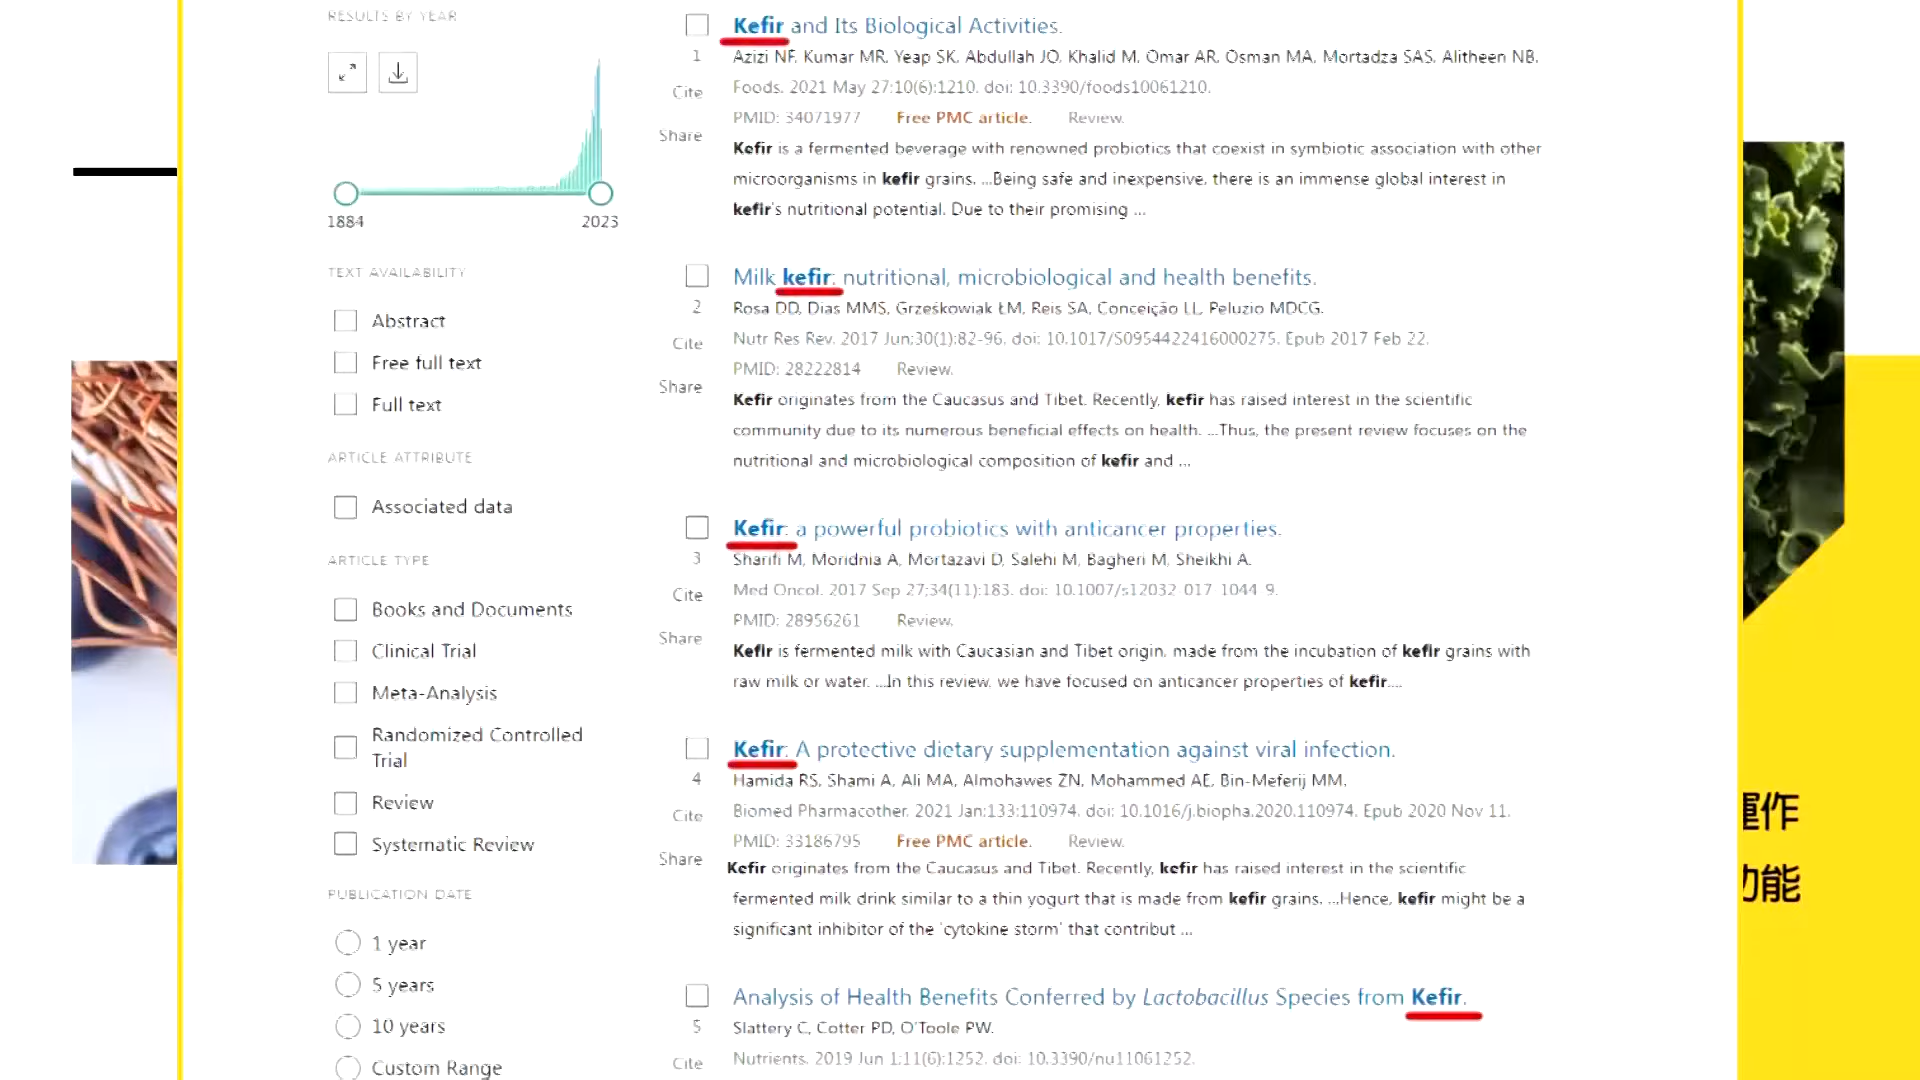 RESULTS BY YEAR
1884
2023
TEXT AVAILABILITY
Abstract
Free full text
Full text
ARTICLE ATTRIBUTE
Associated data
ARTICLE TYPE
Books and Documents
Clinical Trial
Meta-Analysis
Randomized Controlled
Trial
Review
Systematic Review
PUBLICATION DATE
1 year
5 years
10 years
Custom Range
Kefir and Its Biological Activities.
1
Azizi NF, Kumar MR, Yeap SK, Abdullah JO, Khalid M, Omar AR, Osman MA, Mortadza SAS, Alitheen NB.
Cite
Foods. 2021 May 27;10(6):1210. doi: 10.3390/foods10061210.
PMID: 34071977 Free PMC article. Review.
Share
Kefir is a fermented beverage with renowned probiotics that coexist in symbiotic association with other
microorganisms in kefir grains. ...Being safe and inexpensive, there is an immense global interest in
kefir's nutritional potential. Due to their promising ...
Milk kefir: nutritional, microbiological and health benefits.
2
Rosa DD, Dias MMS, Grześkowiak ŁM, Reis SA, Conceição LL, Peluzio MDCG.
Cite
Nutr Res Rev. 2017 Jun;30(1):82-96. doi: 10.1017/S0954422416000275. Epub 2017 Feb 22.
PMID: 28222814 Review.
Share
Kefir originates from the Caucasus and Tibet. Recently, kefir has raised interest in the scientific
community due to its numerous beneficial effects on health. ...Thus, the present review focuses on the
nutritional and microbiological composition of kefir and ...
Kefir: a powerful probiotics with anticancer properties.
3
Sharifi M, Moridnia A, Mortazavi D, Salehi M, Bagheri M, Sheikhi A.
Cite
Med Oncol. 2017 Sep 27;34(11):183. doi: 10.1007/s12032-017-1044-9.
PMID: 28956261 Review.
Share
Kefir is fermented milk with Caucasian and Tibet origin, made from the incubation of kefir grains with
raw milk or water. ...In this review, we have focused on anticancer properties of kefir....
Kefir: A protective dietary supplementation against viral infection.
4
Hamida RS, Shami A, Ali MA, Almohawes ZN, Mohammed AE, Bin-Meferij MM.
Cite
Biomed Pharmacother. 2021 Jan;133:110974. doi: 10.1016/j.biopha.2020.110974. Epub 2020 Nov 11.
PMID: 33186795 Free PMC article. Review.
Share
Kefir originates from the Caucasus and Tibet. Recently, kefir has raised interest in the scientific
fermented milk drink similar to a thin yogurt that is made from kefir grains. ...Hence, kefir might be a
significant inhibitor of the 'cytokine storm' that contribut ...
Analysis of Health Benefits Conferred by Lactobacillus Species from Kefir.
5
Slattery C, Cotter PD, O'Toole PW.
Cite
Nutrients. 2019 Jun 1;11(6):1252. doi: 10.3390/nu11061252.
運作
功能